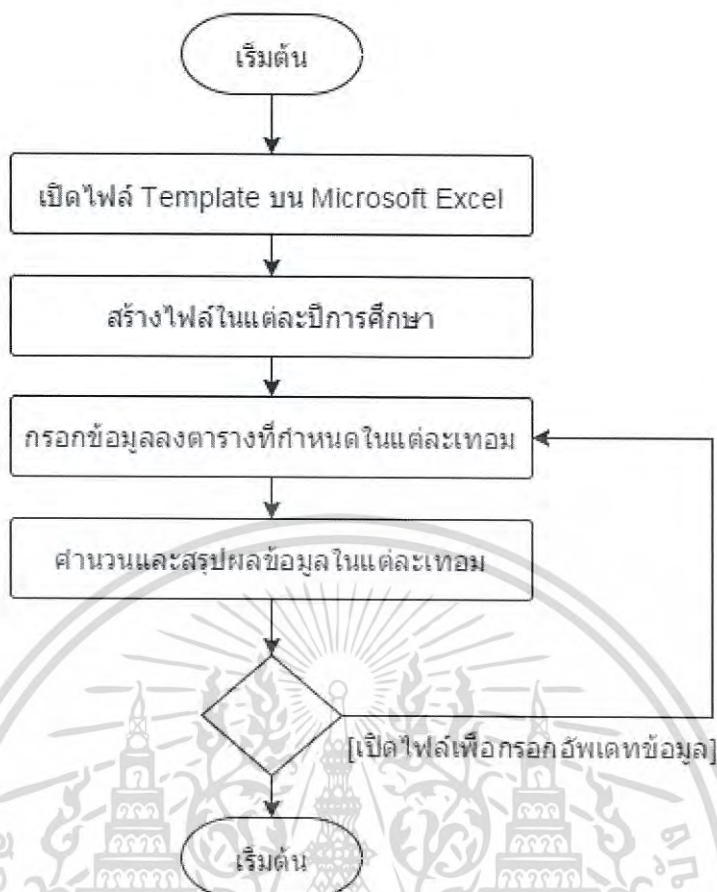 เริ่มต้น
เปิดไฟล์ Template บน Microsoft Excel
สร้างไฟล์ในแต่ละปีการศึกษา
กรอกข้อมูลลงตารางที่กำหนดในแต่ละเทอม
คำนวนและสรุปผลข้อมูลในแต่ละเทอม
[เปิดไฟล์เพื่อกรอกอัพเดทข้อมูล]
เริ่มต้น